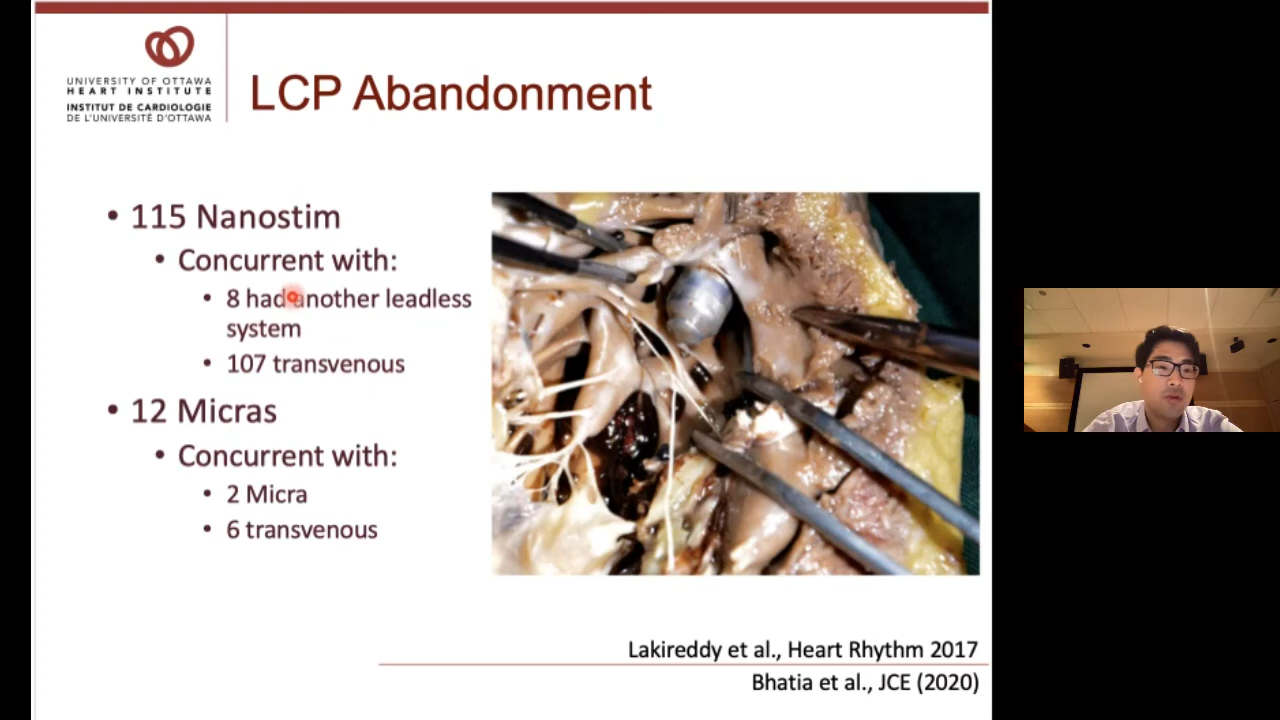 UNIVERSITY OF OTTAWA
HEART INSTITUTE
INSTITUT DE CARDIOLOGIE
DE L'UNIVERSITÉ D'OTTAWA
LCP Abandonment
• 115 Nanostim
• Concurrent with:
• 8 had another leadless
system
• 107 transvenous
• 12 Micras
• Concurrent with:
• 2 Micra
• 6 transvenous
Lakireddy et al., Heart Rhythm 2017
Bhatia et al., JCE (2020)